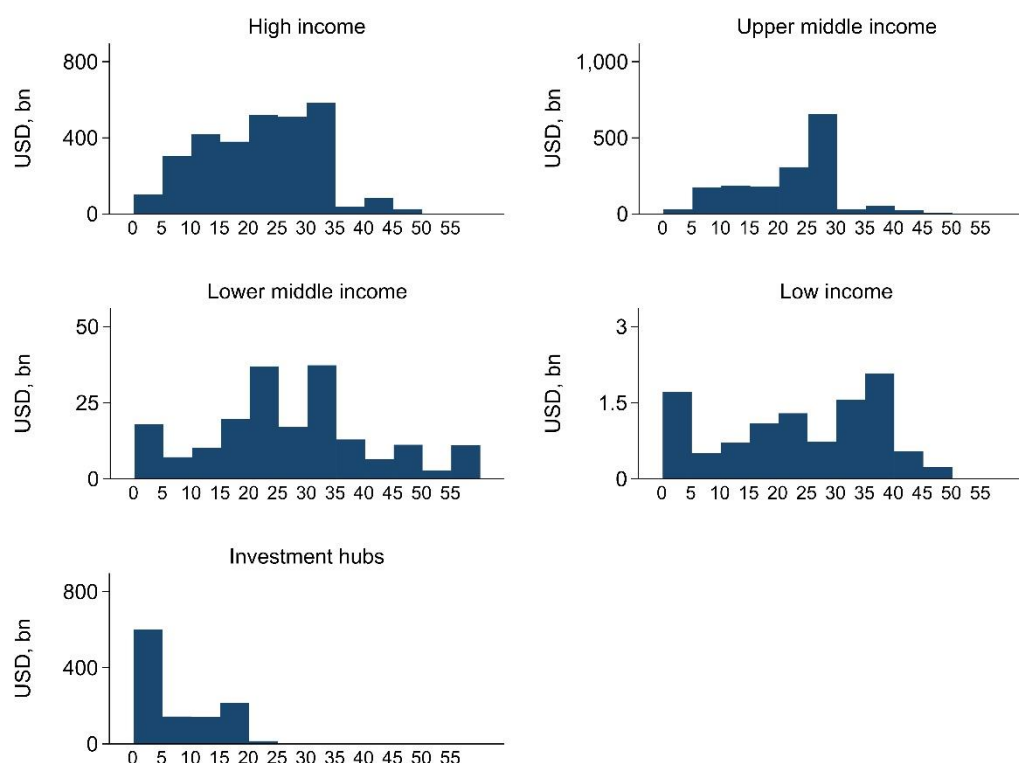 High income
USD, bn
800
400
0
0 5 10 15 20 25 30 35 40 45 50 55
Upper middle income
USD, bn
1,000
500
0
0 5 10 15 20 25 30 35 40 45 50 55
Lower middle income
USD, bn
50
25
0
0 5 10 15 20 25 30 35 40 45 50 55
Low income
USD, bn
3
1.5
0
0 5 10 15 20 25 30 35 40 45 50 55
Investment hubs
USD, bn
800
400
0
0 5 10 15 20 25 30 35 40 45 50 55